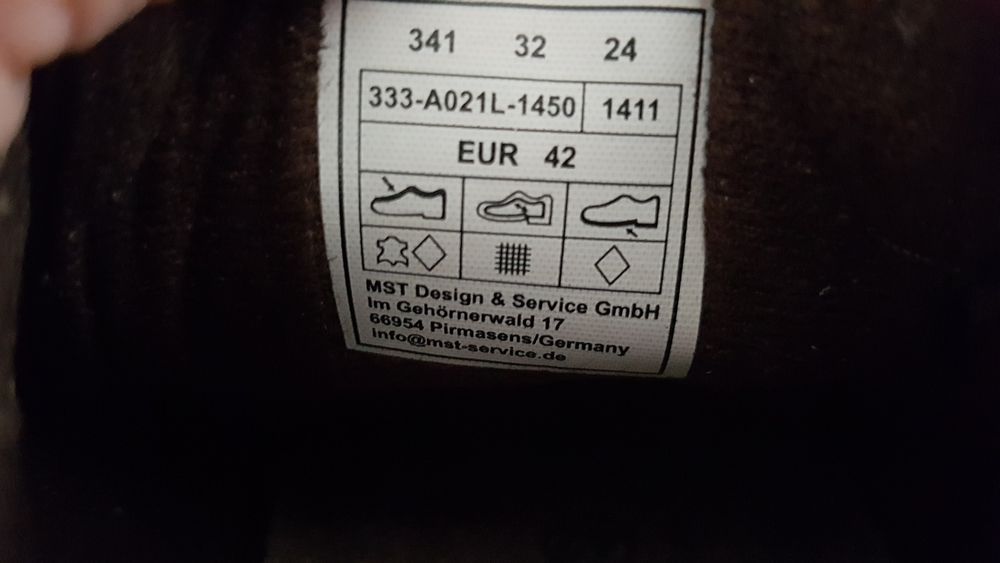 341 32 24
333-A021L-1450 1411
EUR 42
MST Design & Service GmbH
Im Gehörnerwald 17
66954 Pirmasens/Germany
info@mst-service.de